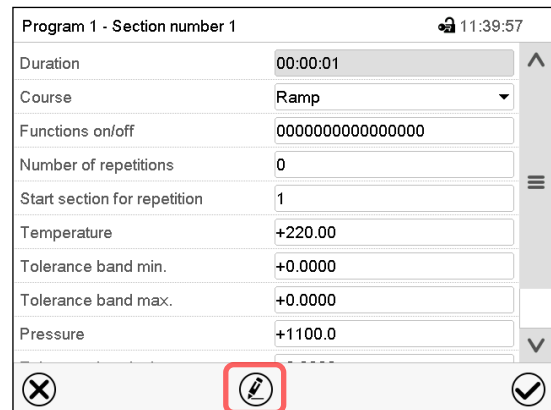 Program 1 - Section number 1 11:39:57
Duration 00:00:01
Course Ramp
Functions on/off 0000000000000000
Number of repetitions 0
Start section for repetition 1
Temperature +220.00
Tolerance band min. +0.0000
Tolerance band max. +0.0000
Pressure +1100.0